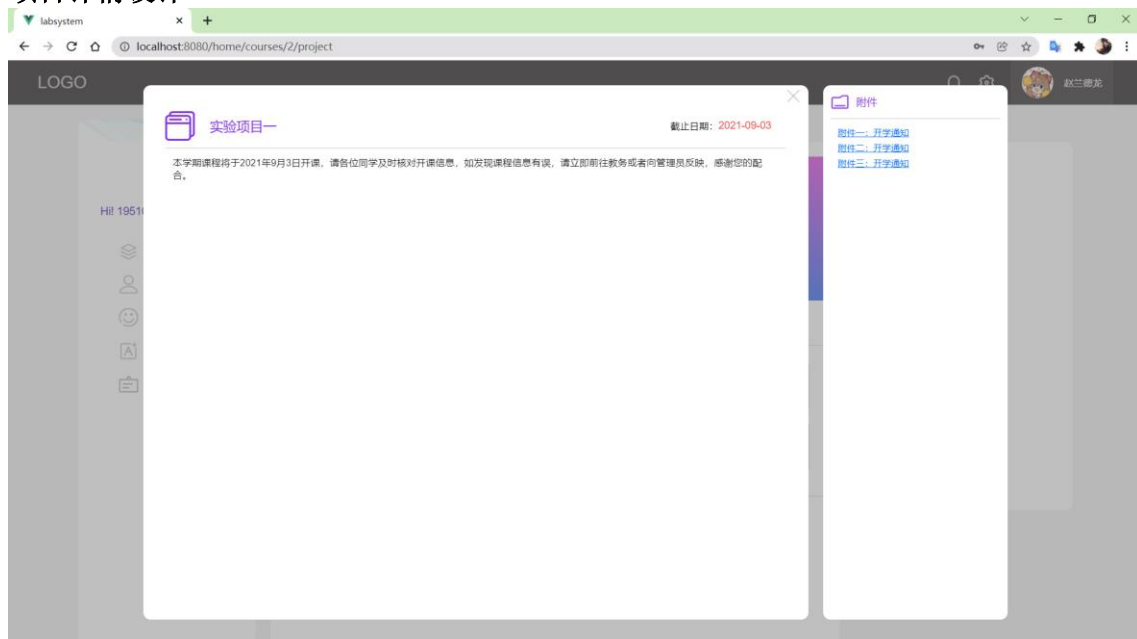 labsystem
localhost:8080/home/courses/2/project
LOGO
赵兰德龙
实验项目一
截止日期：2021-09-03
本学期课程将于2021年9月3日开课，请各位同学及时核对开课信息，如发现课程信息有误，请立即前往教务或者向管理员反映，感谢您的配
合。
附件
附件一：开学通知
附件二：开学通知
附件三：开学通知
Hi! 1951